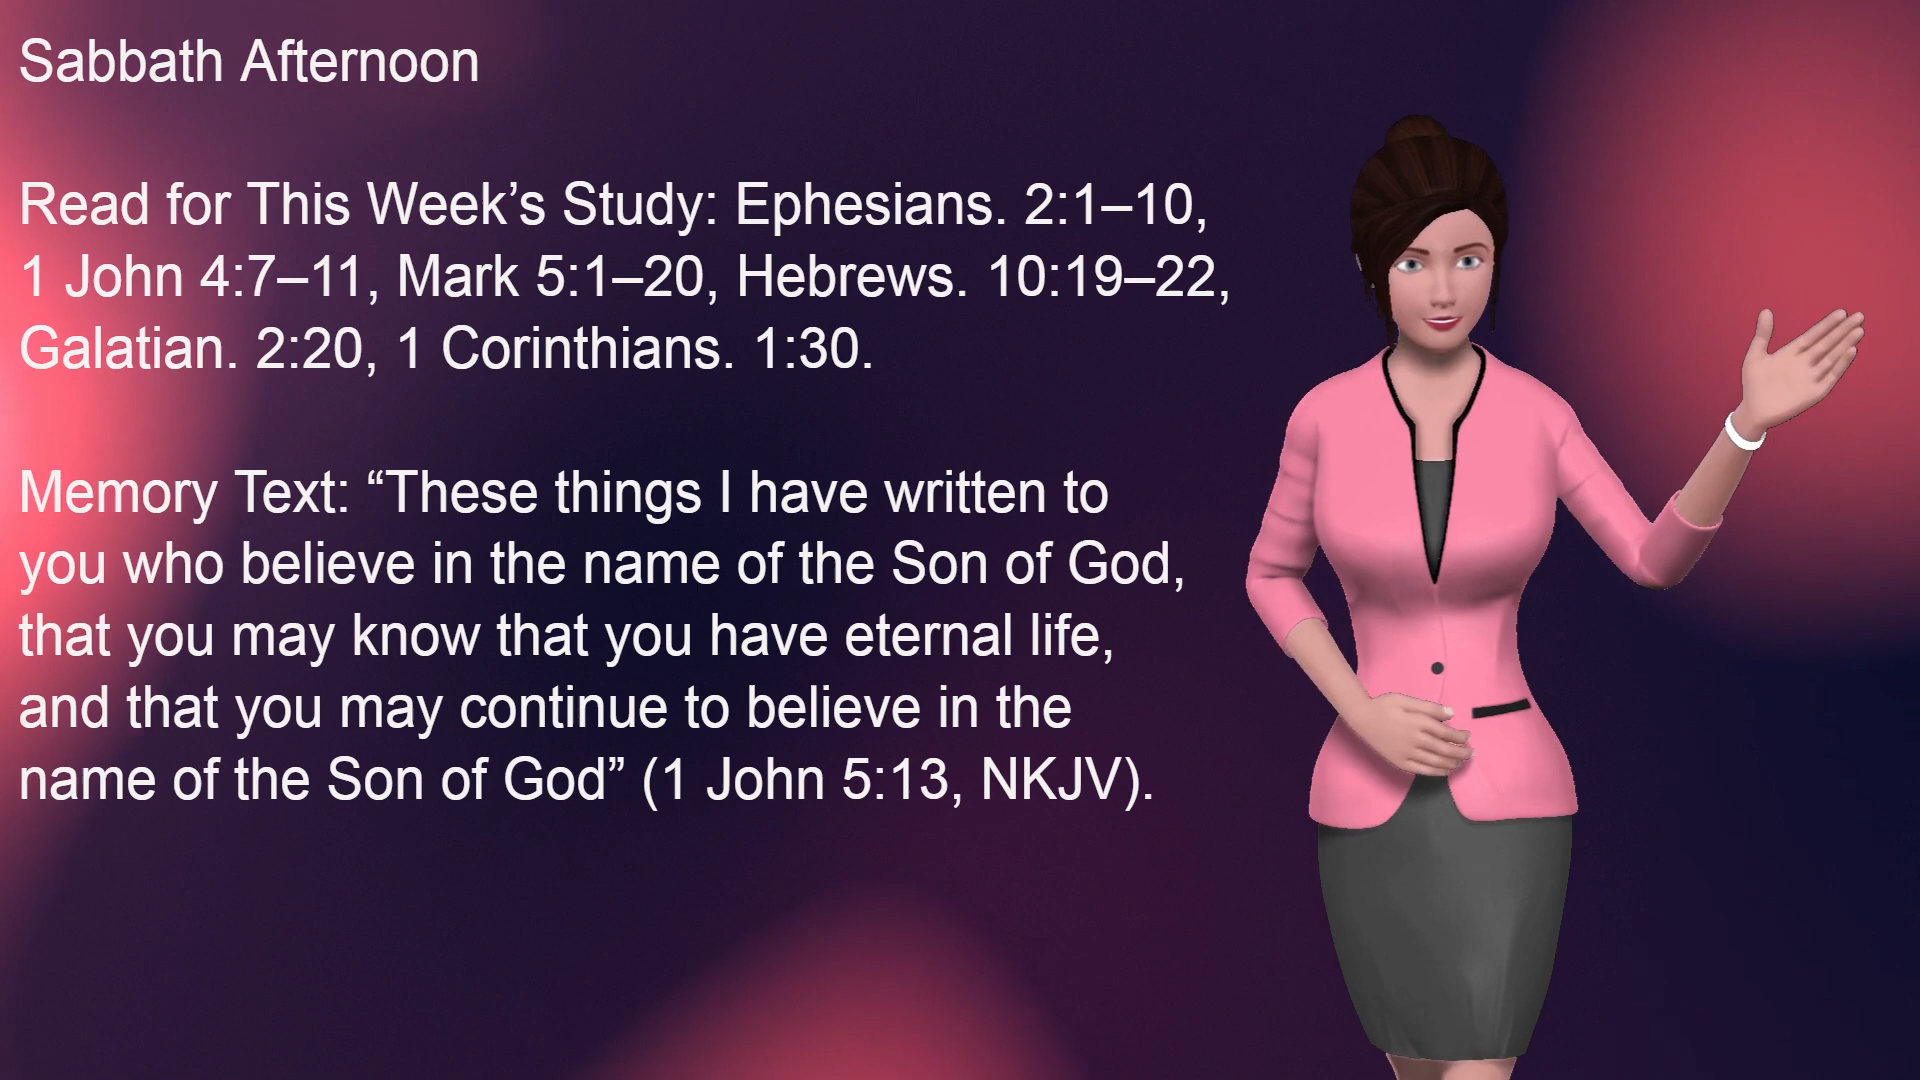 Sabbath Afternoon
Read for This Week’s Study: Ephesians. 2:1–10,
1 John 4:7–11, Mark 5:1–20, Hebrews. 10:19–22,
Galatian. 2:20, 1 Corinthians. 1:30.
Memory Text: “These things I have written to
you who believe in the name of the Son of God,
that you may know that you have eternal life,
and that you may continue to believe in the
name of the Son of God” (1 John 5:13, NKJV).